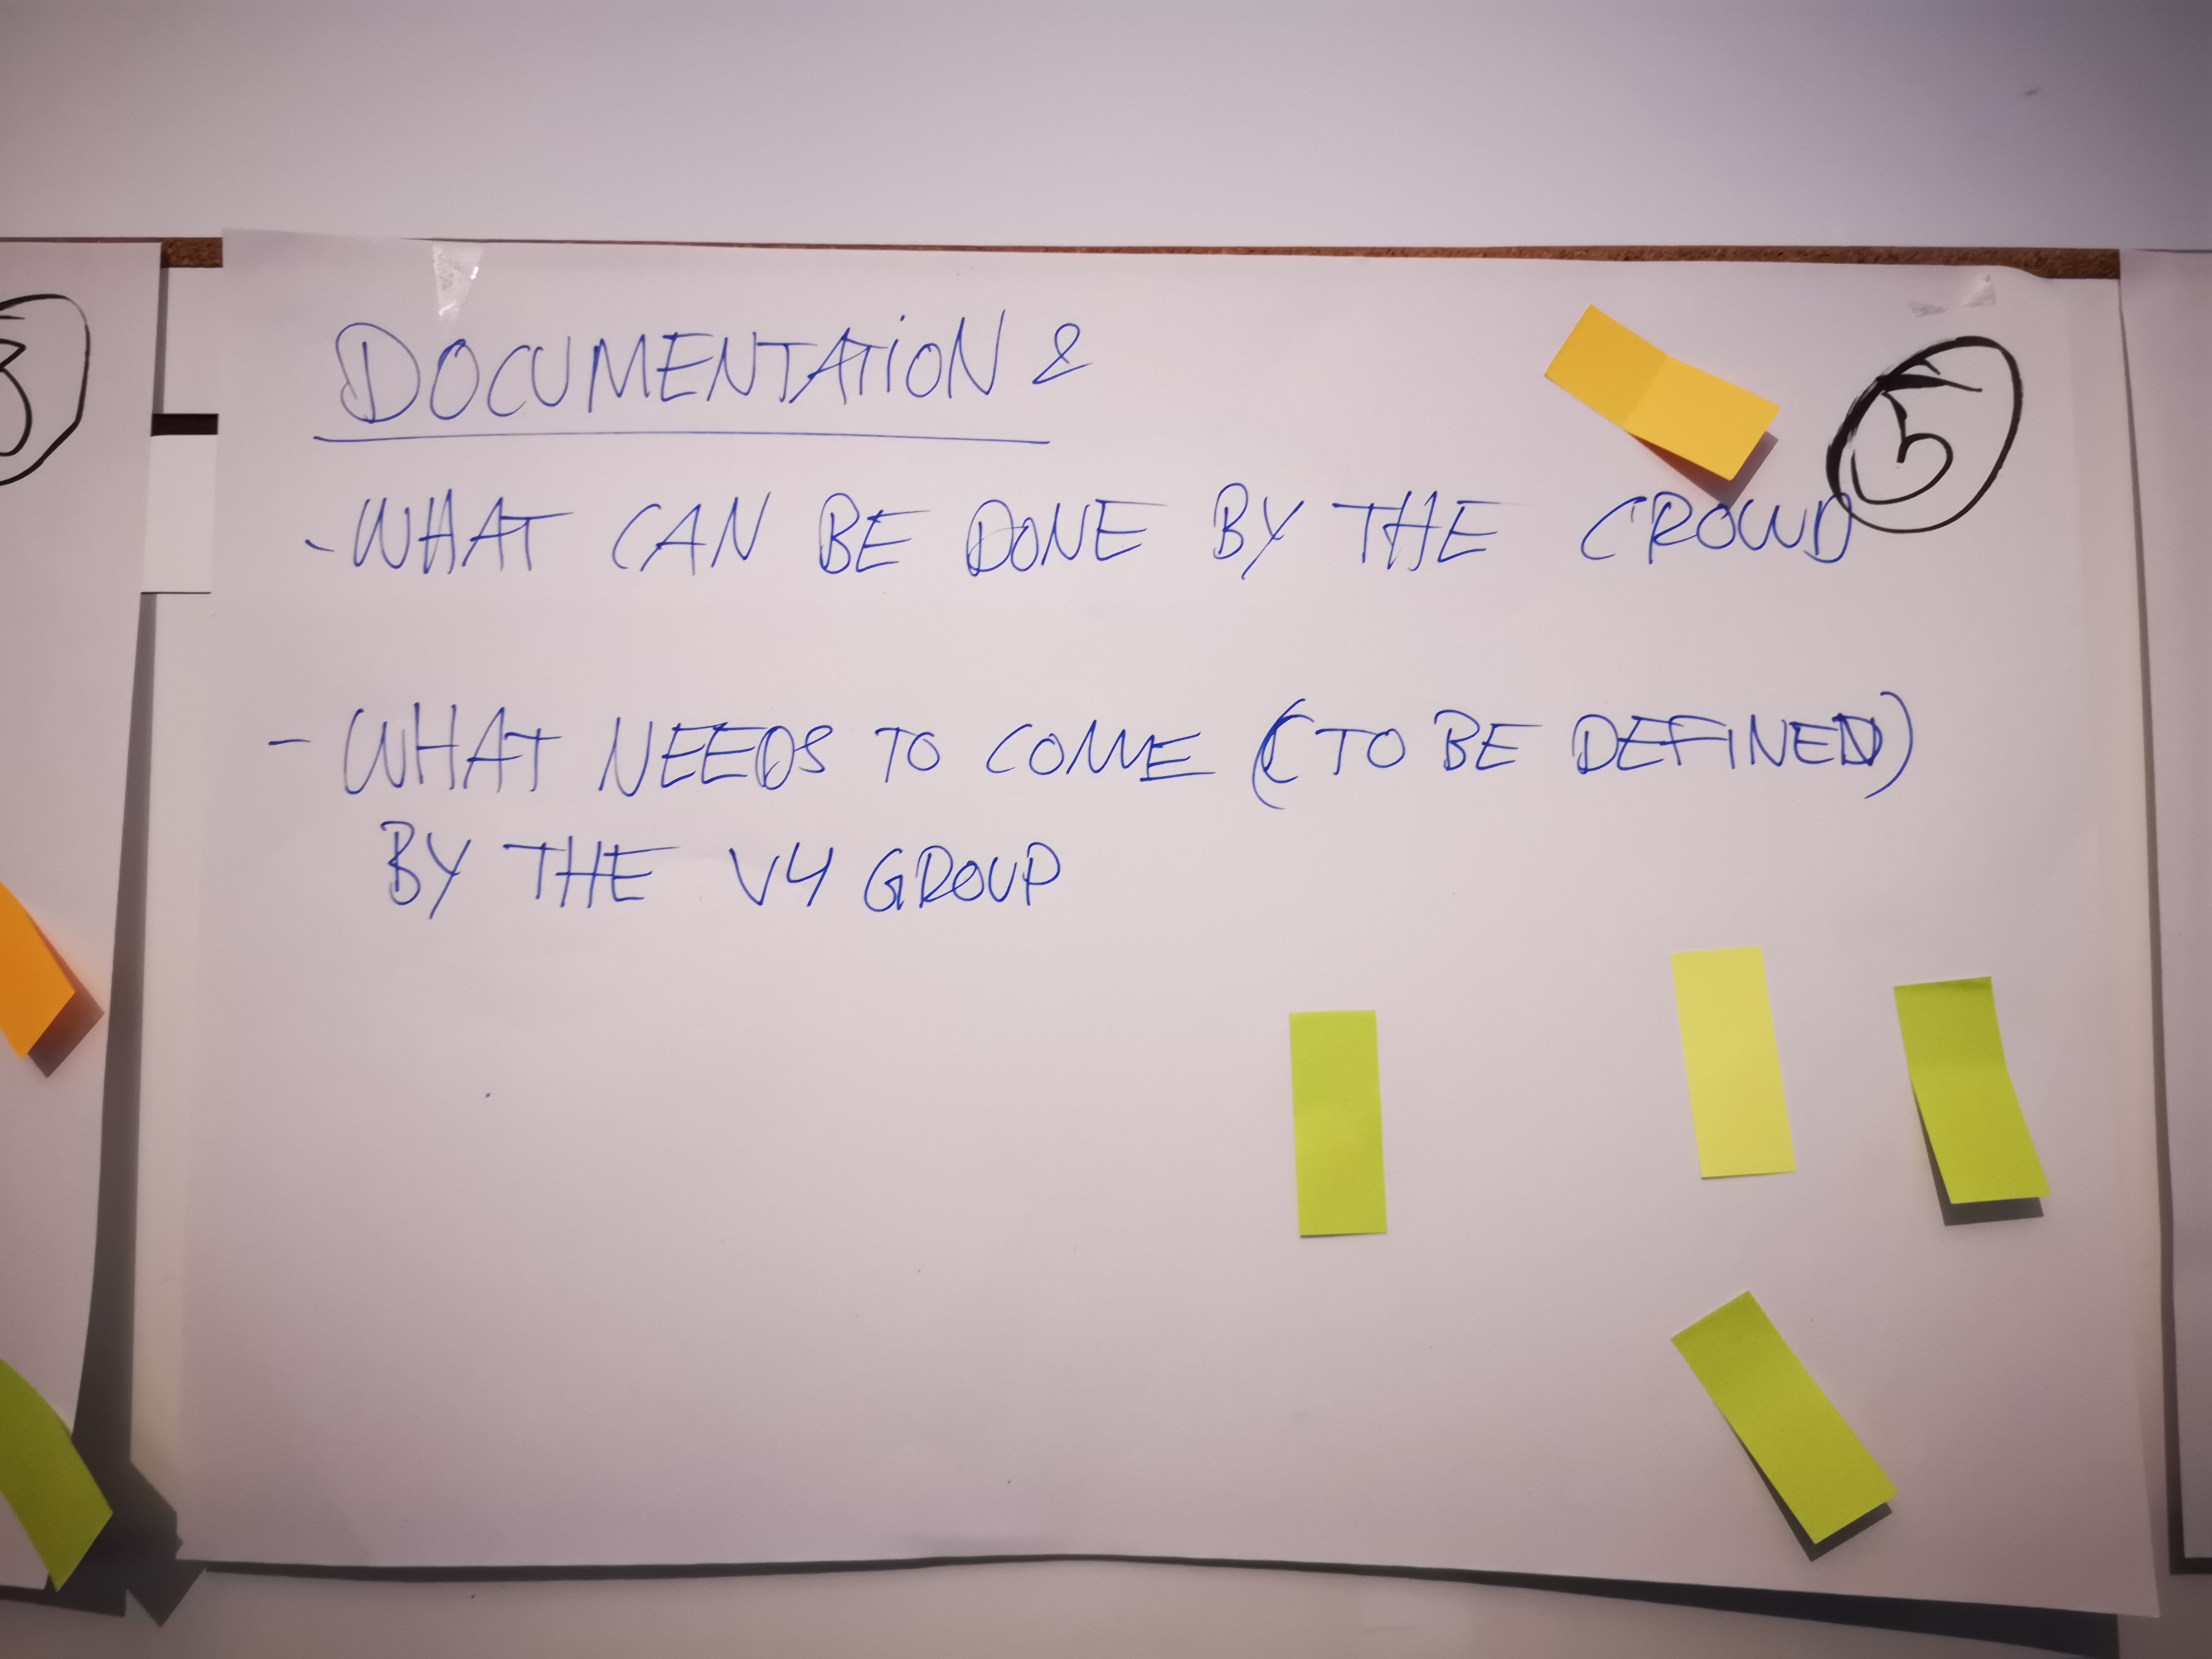 DOCUMENTATION &
5
- WHAT CAN BE DONE BY THE CROWD
- WHAT NEEDS TO COME (TO BE DEFINED)
BY THE V4 GROUP